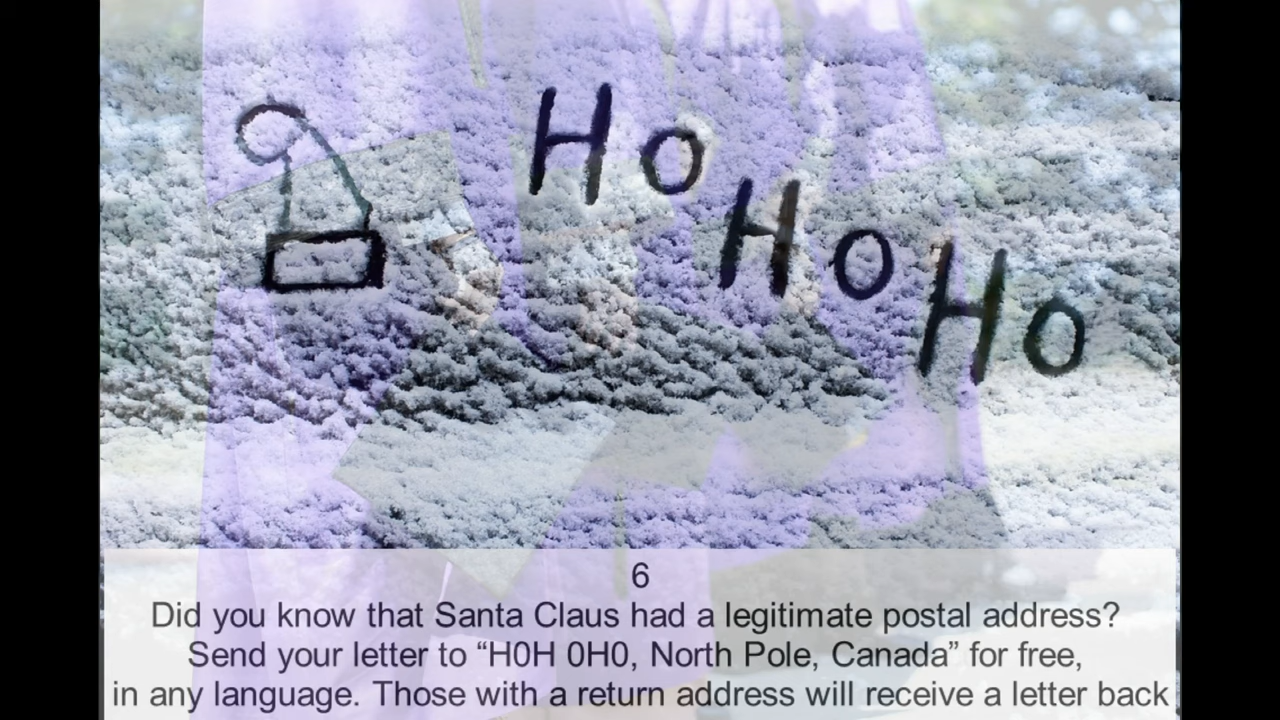 Ho
Ho
Ho
6
Did you know that Santa Claus had a legitimate postal address?
Send your letter to “H0H 0H0, North Pole, Canada” for free,
in any language. Those with a return address will receive a letter back